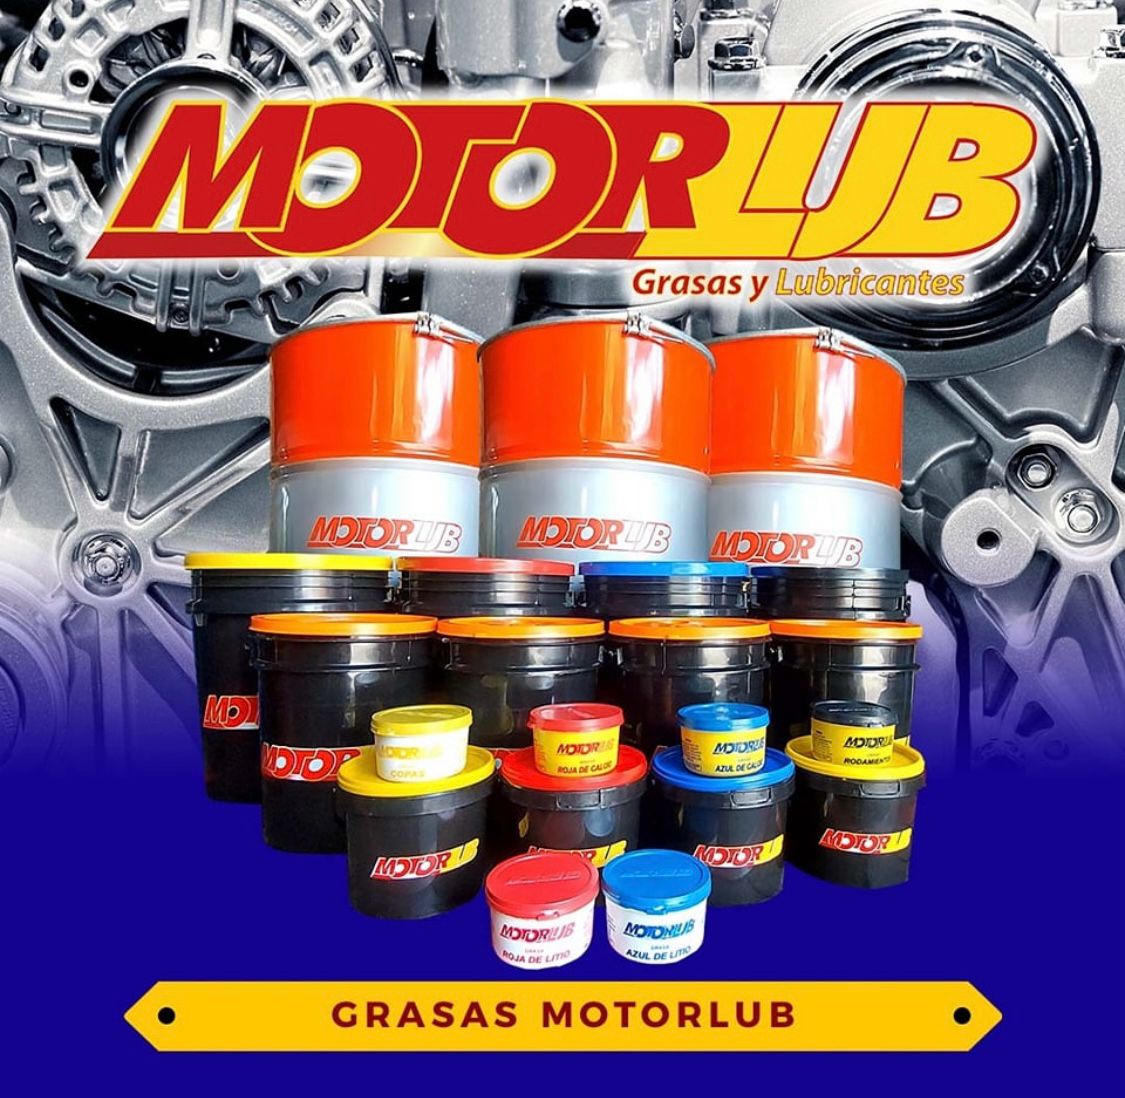 MOTORLUB
Grasas y Lubricantes
MOTORLUB
MOTORLUB
MOTORLUB
MOTORLUB
COPAS
MOTORLUB
ROJA DE CALCIO
MOTORLUB
AZUL DE CALCIO
MOTORLUB
RODAMIENTOS
MOTORLUB
MOTORLUB
MOTORLUB
MOTORLUB
GRASA
ROJA DE LITIO
MOTORLUB
GRASA
AZUL DE LITIO
GRASAS MOTORLUB